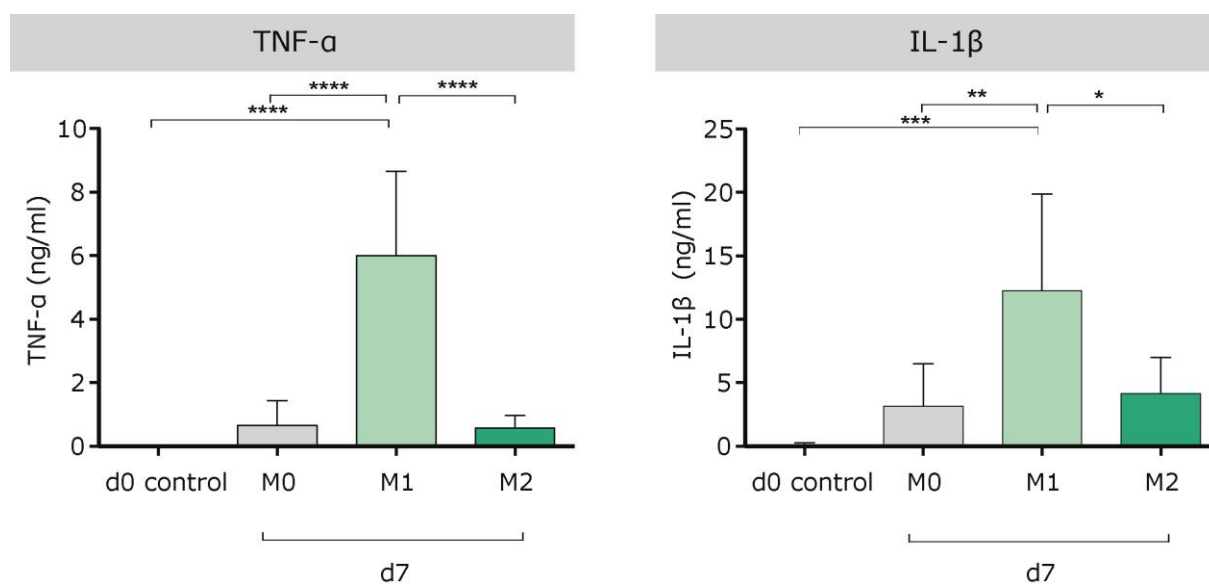 TNF-α
****
****
****
10
8
6
4
2
0
TNF-α (ng/ml)
d0 control M0 M1 M2
d7
IL-1β
**
*
***
25
20
15
10
5
0
IL-1β (ng/ml)
d0 control M0 M1 M2
d7